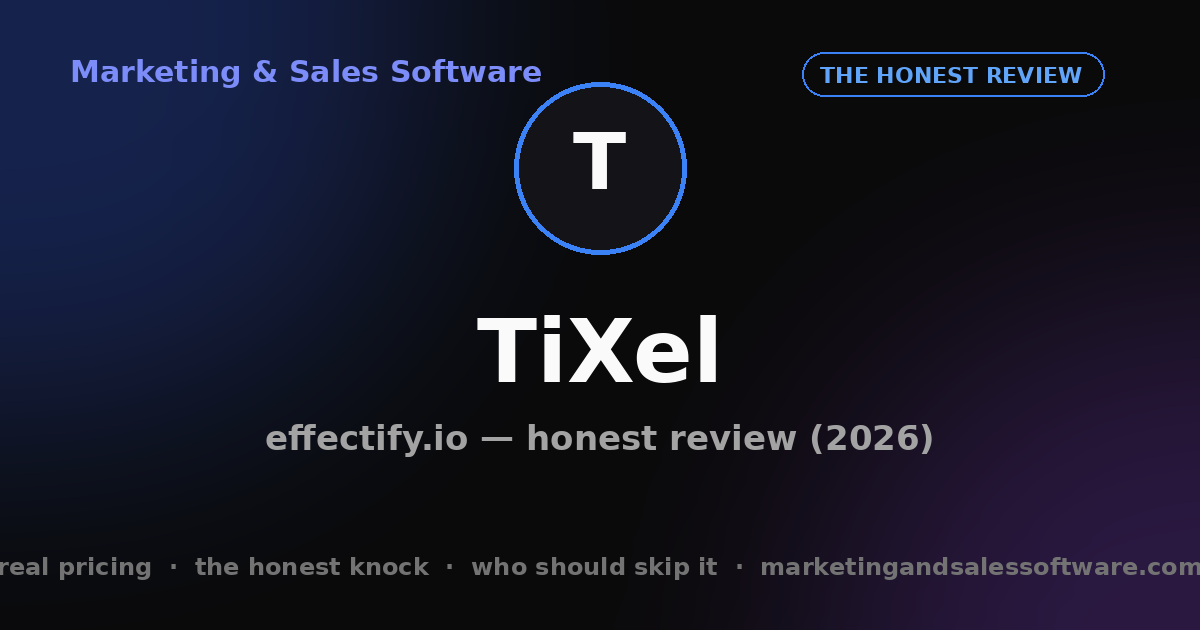 Marketing & Sales Software
THE HONEST REVIEW
T
TiXel
effectify.io — honest review (2026)
real pricing · the honest knock · who should skip it · marketingandsalessoftware.com